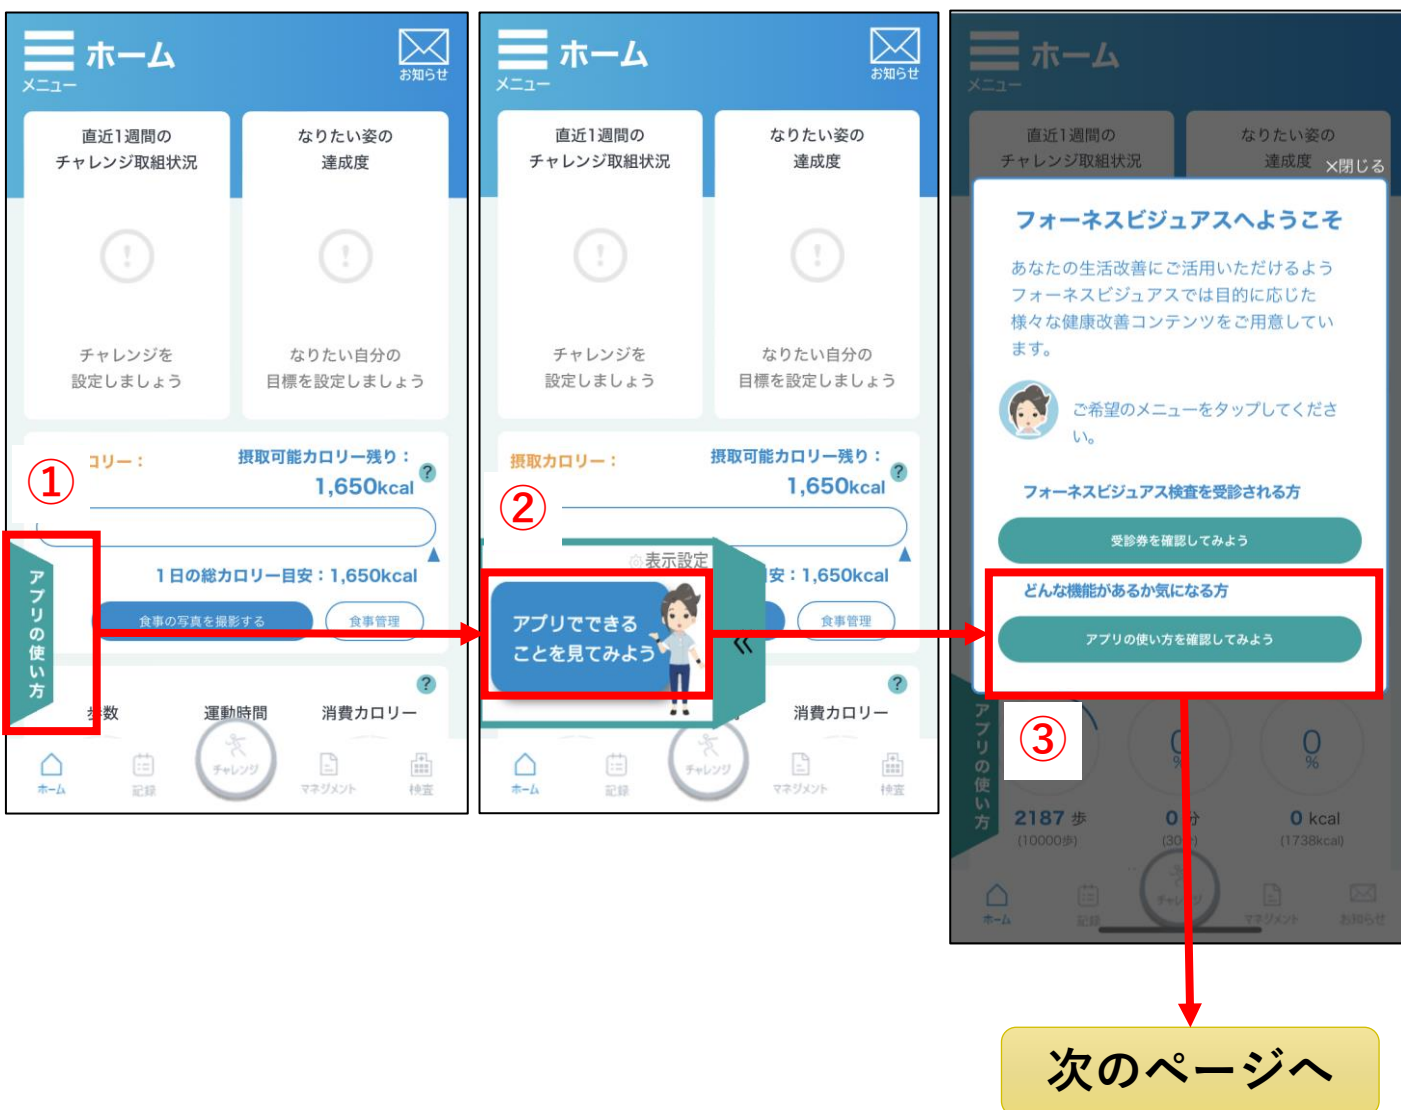 ホーム
メニュー
お知らせ
直近1週間の
チャレンジ取組状況
なりたい姿の
達成度
チャレンジを
設定しましょう
なりたい自分の
目標を設定しましょう
①
コリー：
摂取可能カロリー残り：
?
1,650kcal
アプリの使い方
1日の総カロリー目安：1,650kcal
食事の写真を撮影する
食事管理
?
歩数
運動時間
消費カロリー
ホーム
記録
チャレンジ
マネジメント
検査
ホーム
メニュー
お知らせ
直近1週間の
チャレンジ取組状況
なりたい姿の
達成度
チャレンジを
設定しましょう
なりたい自分の
目標を設定しましょう
摂取カロリー：
摂取可能カロリー残り：
?
1,650kcal
②
表示設定
安：1,650kcal
アプリでできる
ことを見てみよう
«
食事管理
?
消費カロリー
ホーム
記録
チャレンジ
マネジメント
検査
ホーム
メニュー
直近1週間の
チャレンジ取組状況
なりたい姿の
達成度
×閉じる
フォーネスビジュアスへようこそ
あなたの生活改善にご活用いただけるよう
フォーネスビジュアスでは目的に応じた
様々な健康改善コンテンツをご用意してい
ます。
ご希望のメニューをタップしてくださ
い。
フォーネスビジュアス検査を受診される方
受診券を確認してみよう
どんな機能があるか気になる方
アプリの使い方を確認してみよう
アプリの使い方
③
0
%
0
%
2187 歩
(10000歩)
0 分
(30分)
0 kcal
(1738kcal)
ホーム
記録
チャレンジ
マネジメント
お知らせ
次のページへ